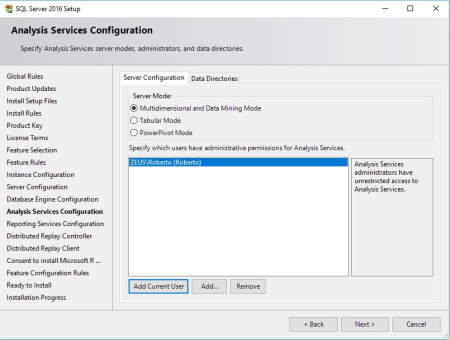 SQL Server 2016 Setup
Analysis Services Configuration
Specify Analysis Services server modes, administrators, and data directories.
Global Rules
Product Updates
Install Setup Files
Install Rules
Product Key
License Terms
Feature Selection
Feature Rules
Instance Configuration
Server Configuration
Database Engine Configuration
Analysis Services Configuration
Reporting Services Configuration
Distributed Replay Controller
Distributed Replay Client
Consent to install Microsoft R ...
Feature Configuration Rules
Ready to Install
Installation Progress
Server Configuration
Data Directories
Server Mode:
Multidimensional and Data Mining Mode
Tabular Mode
PowerPivot Mode
Specify which users have administrative permissions for Analysis Services.
ZEUS\Roberto (Roberto)
Analysis Services
administrators have
unrestricted access to
Analysis Services.
Add Current User
Add...
Remove
< Back
Next >
Cancel